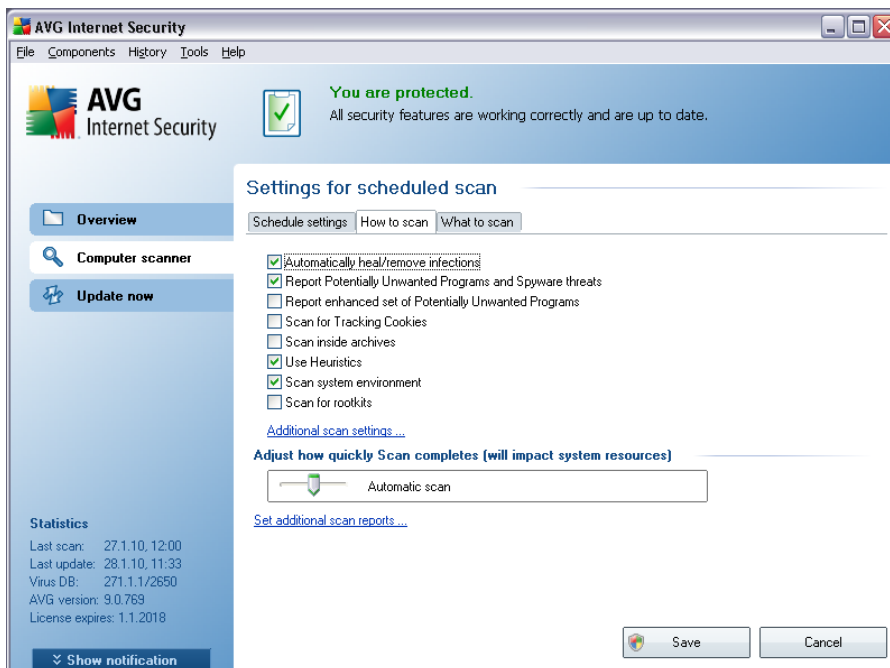 AVG Internet Security
File Components History Tools Help
AVG
Internet Security
You are protected.
All security features are working correctly and are up to date.
Settings for scheduled scan
Overview
Computer scanner
Update now
Schedule settings How to scan What to scan
Automatically heal/remove infections
Report Potentially Unwanted Programs and Spyware threats
Report enhanced set of Potentially Unwanted Programs
Scan for Tracking Cookies
Scan inside archives
Use Heuristics
Scan system environment
Scan for rootkits
Additional scan settings ...
Adjust how quickly Scan completes (will impact system resources)
Automatic scan
Set additional scan reports ...
Statistics
Last scan: 27.1.10, 12:00
Last update: 28.1.10, 11:33
Virus DB: 271.1.1/2650
AVG version: 9.0.769
License expires: 1.1.2018
Show notification
Save Cancel